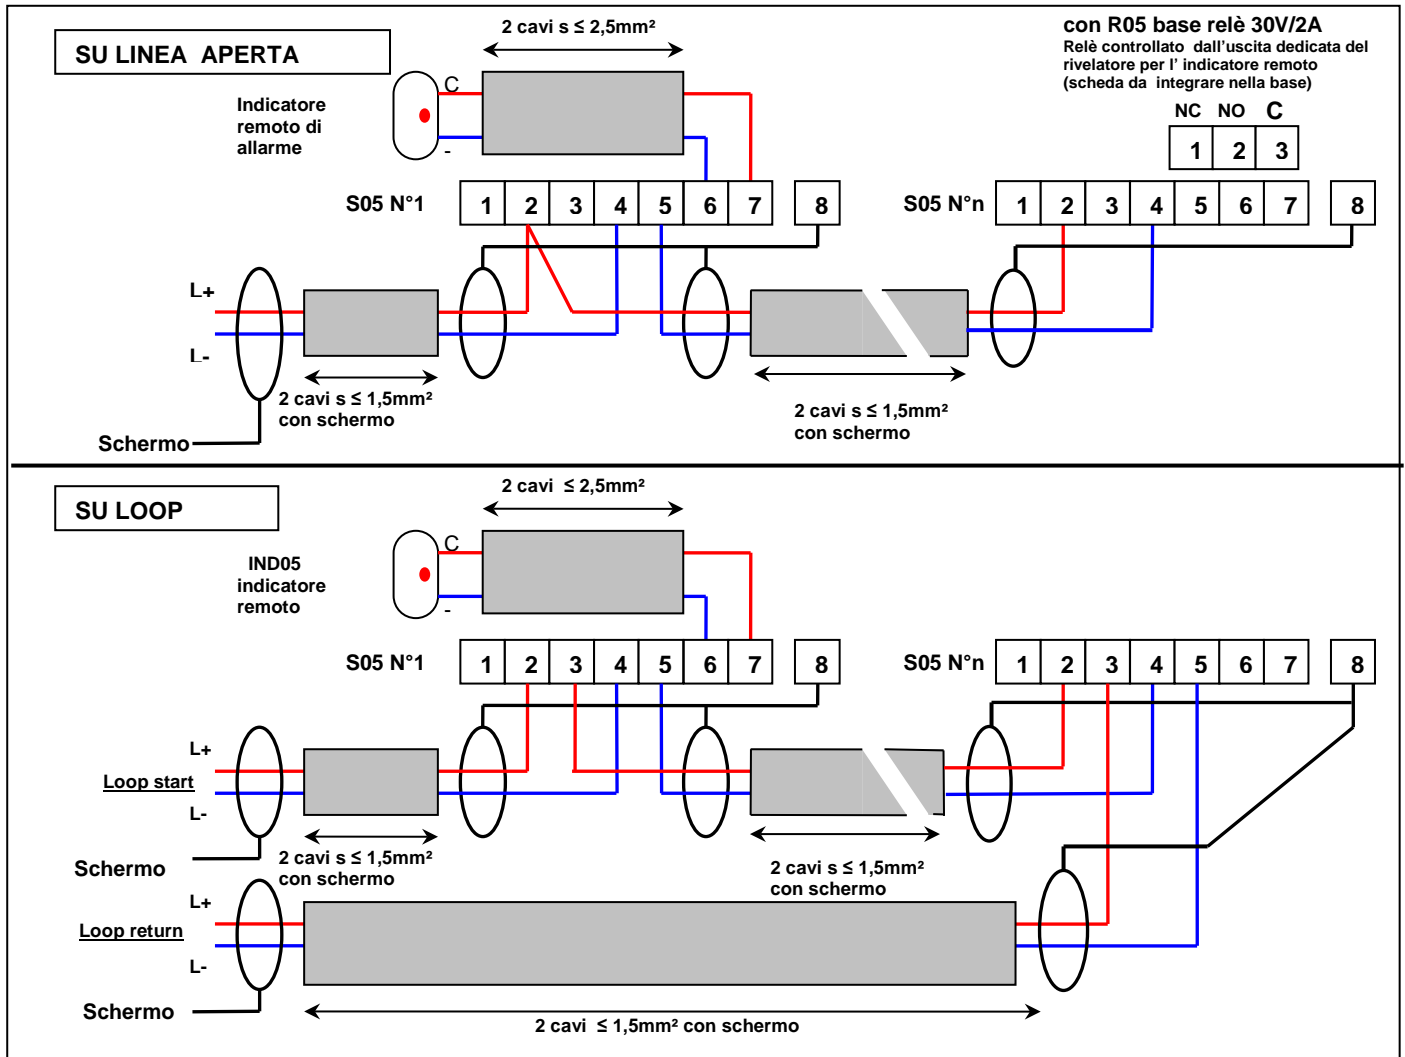 2 cavi s ≤ 2,5mm²
con R05 base relè 30V/2A
Relè controllato dall'uscita dedicata del
rivelatore per l' indicatore remoto
(scheda da integrare nella base)
SU LINEA APERTA
NC NO C
1 2 3
Indicatore
remoto di
allarme
C
-
S05 N°1
1 2 3 4 5 6 7 8
S05 N°n
1 2 3 4 5 6 7 8
L+
L-
2 cavi s ≤ 1,5mm²
con schermo
2 cavi s ≤ 1,5mm²
con schermo
Schermo
SU LOOP
2 cavi ≤ 2,5mm²
IND05
indicatore
remoto
C
-
S05 N°1
1 2 3 4 5 6 7 8
S05 N°n
1 2 3 4 5 6 7 8
L+
Loop start
L-
Schermo
2 cavi s ≤ 1,5mm²
con schermo
2 cavi s ≤ 1,5mm²
con schermo
L+
Loop return
L-
Schermo
2 cavi ≤ 1,5mm² con schermo